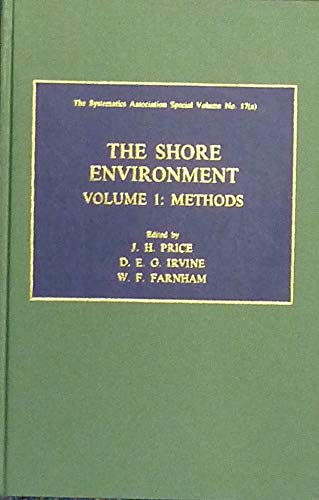 The Systematics Association Special Volume No. 17(a)
THE SHORE
ENVIRONMENT
VOLUME 1: METHODS
Edited by
J. H. PRICE
D. E. G. IRVINE
W. F. FARNHAM